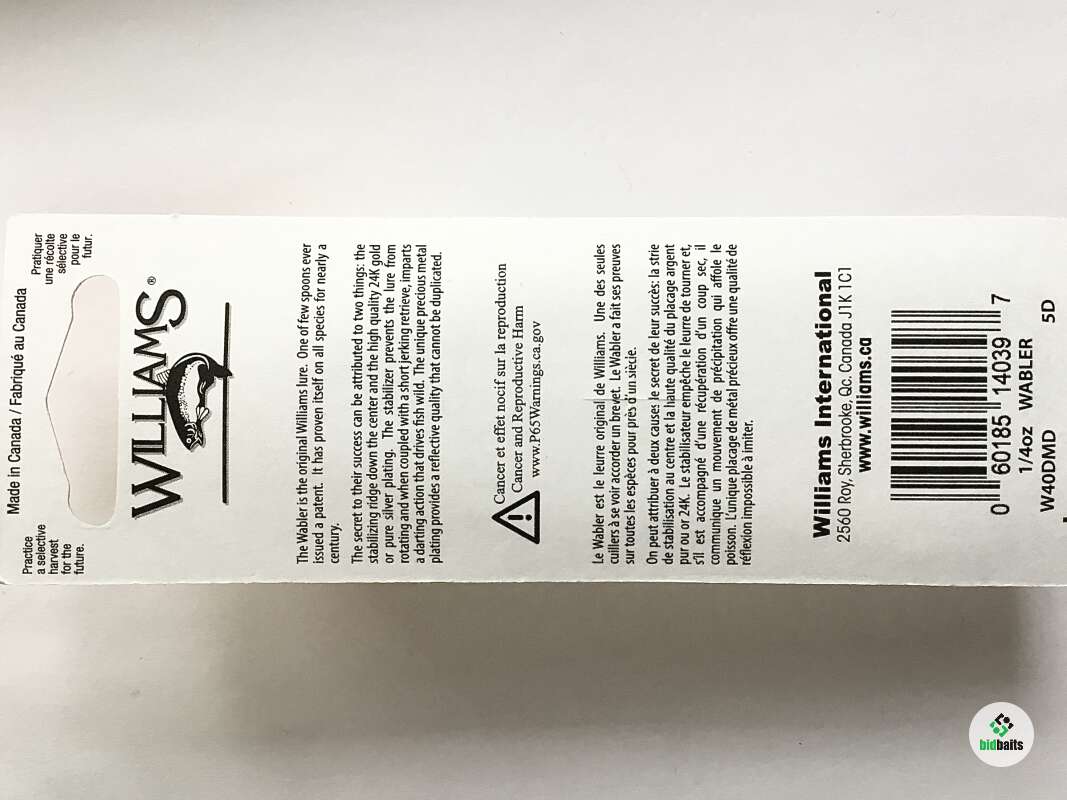 Made in Canada / Fabriqué au Canada
Practice
a selective
harvest
for the
future.
Pratiquer
une récolte
sélective
pour le
futur.
WILLIAMS®
The Wabler is the original Williams lure. One of few spoons ever
issued a patent. It has proven itself on all species for nearly a
century.
The secret to their success can be attributed to two things: the
stabilizing ridge down the center and the high quality 24K gold
or pure silver plating. The stabilizer prevents the lure from
rotating and when coupled with a short jerking retrieve, imparts
a darting action that drives fish wild. The unique precious metal
plating provides a reflective quality that cannot be duplicated.
Cancer et effet nocif sur la reproduction
Cancer and Reproductive Harm
www.P65Warnings.ca.gov
Le Wabler est le leurre original de Williams. Une des seules
cuillers à se voir accorder un brevet. Le Wabler a fait ses preuves
sur toutes les espèces pour près d'un siècle.
On peut attribuer à deux causes le secret de leur succès: la strie
de stabilisation au centre et la haute qualité du placage argent
pur ou or 24K. Le stabilisateur empêche le leurre de tourner et,
s'il est accompagné d'une récupération d'un coup sec, il
communique un mouvement de précipitation qui affole le
poisson. L'unique placage de métal précieux offre une qualité de
réflexion impossible à imiter.
Williams International
2560 Roy, Sherbrooke, Qc. Canada J1K 1C1
www.williams.ca
0 60185 14039 7
1/4oz WABLER
W40DMD 5D
bidbaits